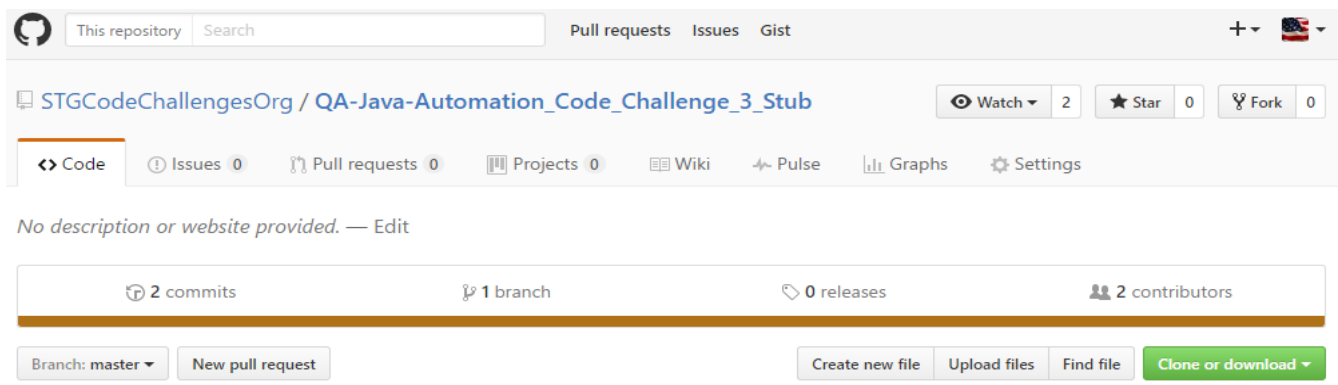 This repository Search Pull requests Issues Gist
STGCodeChallengesOrg / QA-Java-Automation_Code_Challenge_3_Stub Watch 2 Star 0 Fork 0
Code Issues 0 Pull requests 0 Projects 0 Wiki Pulse Graphs Settings
No description or website provided. — Edit
2 commits 1 branch 0 releases 2 contributors
Branch: master New pull request Create new file Upload files Find file Clone or download